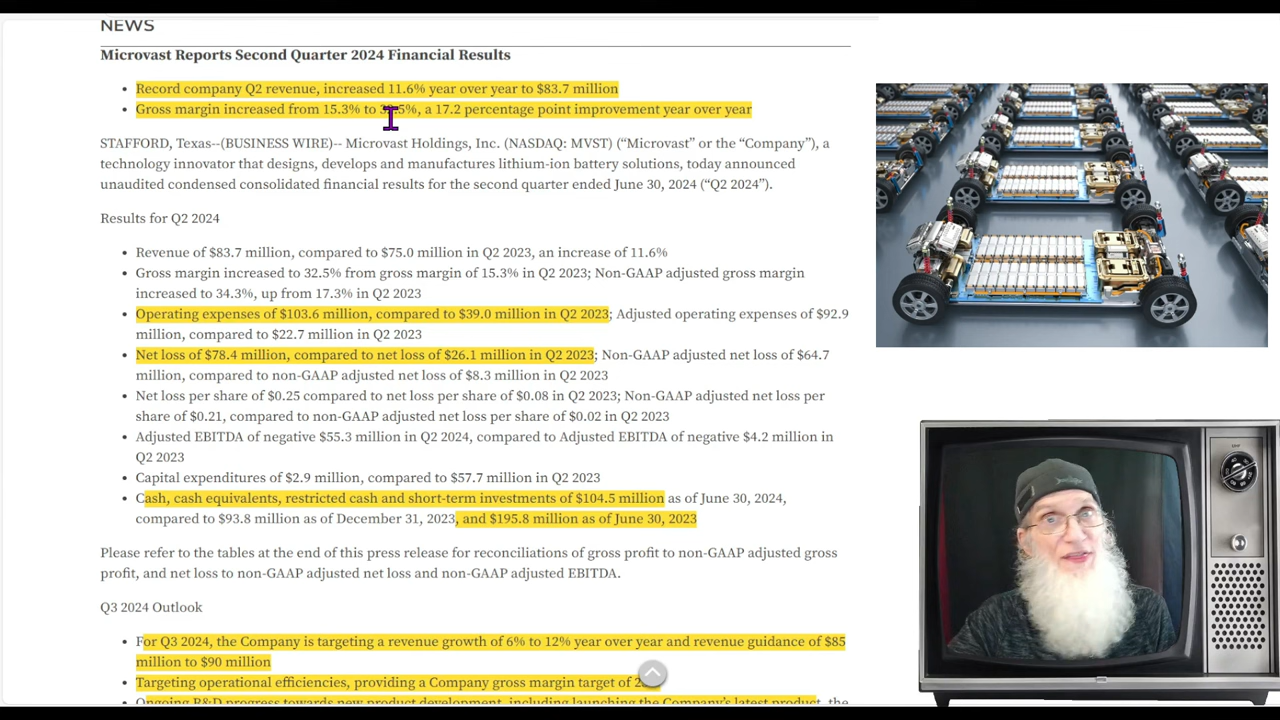 NEWS
Microvast Reports Second Quarter 2024 Financial Results
• Record company Q2 revenue, increased 11.6% year over year to $83.7 million
• Gross margin increased from 15.3% to 32.5%, a 17.2 percentage point improvement year over year
STAFFORD, Texas--(BUSINESS WIRE)-- Microvast Holdings, Inc. (NASDAQ: MVST) (“Microvast” or the “Company”), a
technology innovator that designs, develops and manufactures lithium-ion battery solutions, today announced
unaudited condensed consolidated financial results for the second quarter ended June 30, 2024 (“Q2 2024”).
Results for Q2 2024
• Revenue of $83.7 million, compared to $75.0 million in Q2 2023, an increase of 11.6%
• Gross margin increased to 32.5% from gross margin of 15.3% in Q2 2023; Non-GAAP adjusted gross margin
increased to 34.3%, up from 17.3% in Q2 2023
• Operating expenses of $103.6 million, compared to $39.0 million in Q2 2023; Adjusted operating expenses of $92.9
million, compared to $22.7 million in Q2 2023
• Net loss of $78.4 million, compared to net loss of $26.1 million in Q2 2023; Non-GAAP adjusted net loss of $64.7
million, compared to non-GAAP adjusted net loss of $8.3 million in Q2 2023
• Net loss per share of $0.25 compared to net loss per share of $0.08 in Q2 2023; Non-GAAP adjusted net loss per
share of $0.21, compared to non-GAAP adjusted net loss per share of $0.02 in Q2 2023
• Adjusted EBITDA of negative $55.3 million in Q2 2024, compared to Adjusted EBITDA of negative $4.2 million in
Q2 2023
• Capital expenditures of $2.9 million, compared to $57.7 million in Q2 2023
• Cash, cash equivalents, restricted cash and short-term investments of $104.5 million as of June 30, 2024,
compared to $93.8 million as of December 31, 2023, and $195.8 million as of June 30, 2023
Please refer to the tables at the end of this press release for reconciliations of gross profit to non-GAAP adjusted gross
profit, and net loss to non-GAAP adjusted net loss and non-GAAP adjusted EBITDA.
Q3 2024 Outlook
• For Q3 2024, the Company is targeting a revenue growth of 6% to 12% year over year and revenue guidance of $85
million to $90 million
• Targeting operational efficiencies, providing a Company gross margin target of
• Ongoing R&D progress towards new product development, including launching the Company’s latest product, the